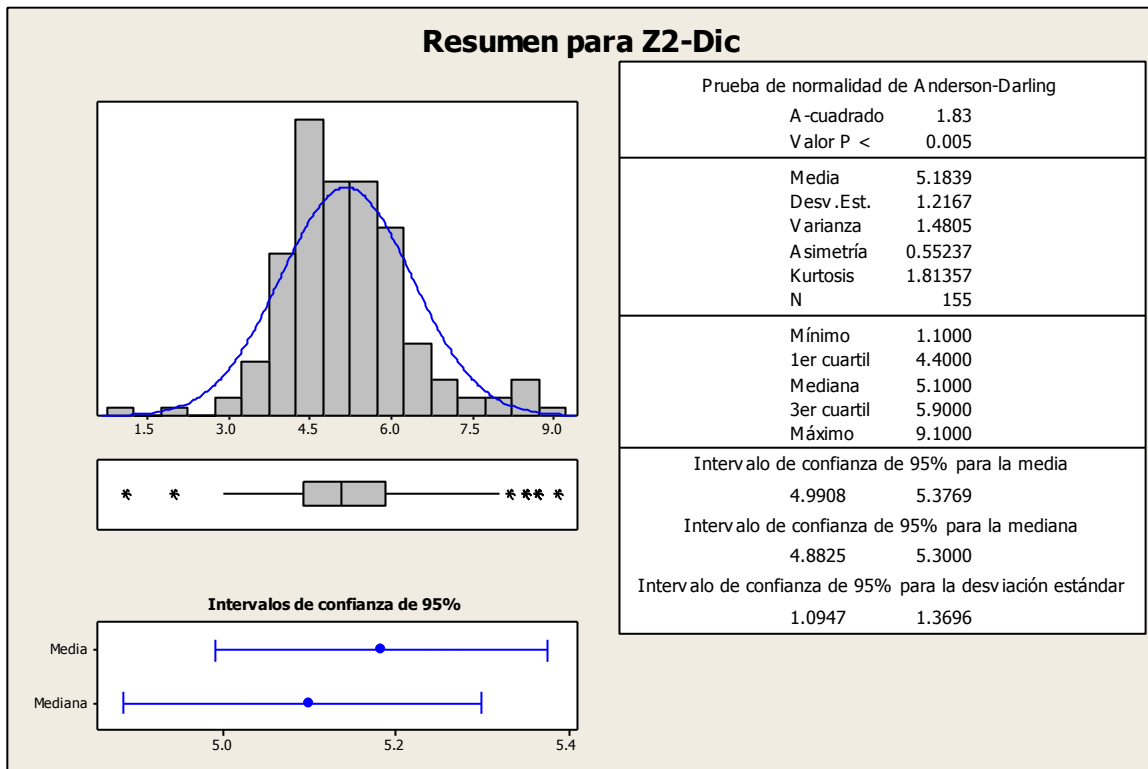 Resumen para Z2-Dic
1.5 3.0 4.5 6.0 7.5 9.0
Intervalos de confianza de 95%
Media
Mediana
5.0 5.2 5.4
Prueba de normalidad de Anderson-Darling
A-cuadrado 1.83
Valor P < 0.005
Media 5.1839
Desv.Est. 1.2167
Varianza 1.4805
Asimetría 0.55237
Kurtosis 1.81357
N 155
Mínimo 1.1000
1er cuartil 4.4000
Mediana 5.1000
3er cuartil 5.9000
Máximo 9.1000
Intervalo de confianza de 95% para la media
4.9908 5.3769
Intervalo de confianza de 95% para la mediana
4.8825 5.3000
Intervalo de confianza de 95% para la desviación estándar
1.0947 1.3696